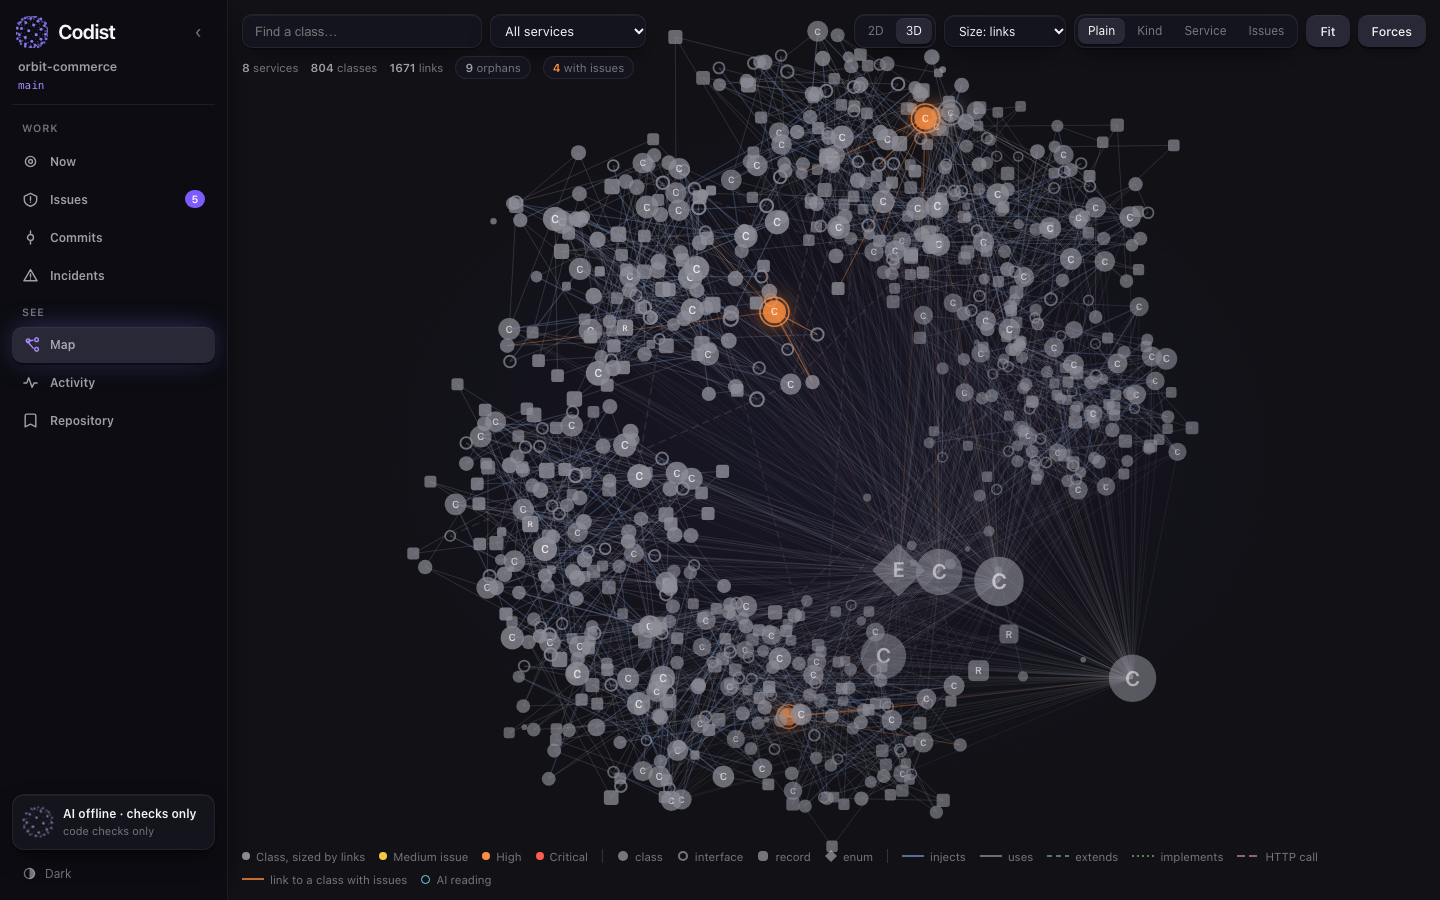 Codist
orbit-commerce
main
WORK
Now
Issues 5
Commits
Incidents
SEE
Map
Activity
Repository
AI offline · checks only
code checks only
Dark
Find a class...
All services
2D 3D
Size: links
Plain Kind Service Issues
Fit
Forces
8 services 804 classes 1671 links 9 orphans 4 with issues
E C C
C
C
R
R
R
R
Class, sized by links Medium issue High Critical class interface record enum injects uses extends implements HTTP call
link to a class with issues AI reading